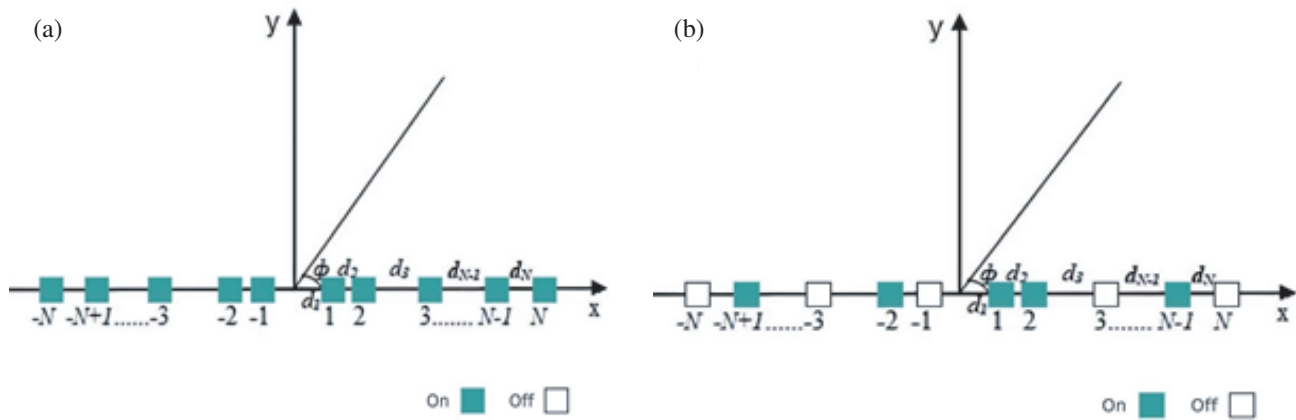 (a)
y
ϕ d2 d3 dN-1 dN
d1
x
-N -N+1......-3 -2 -1 1 2 3....... N-1 N
On Off
(b)
y
ϕ d2 d3 dN-1 dN
d1
x
-N -N+1......-3 -2 -1 1 2 3....... N-1 N
On Off